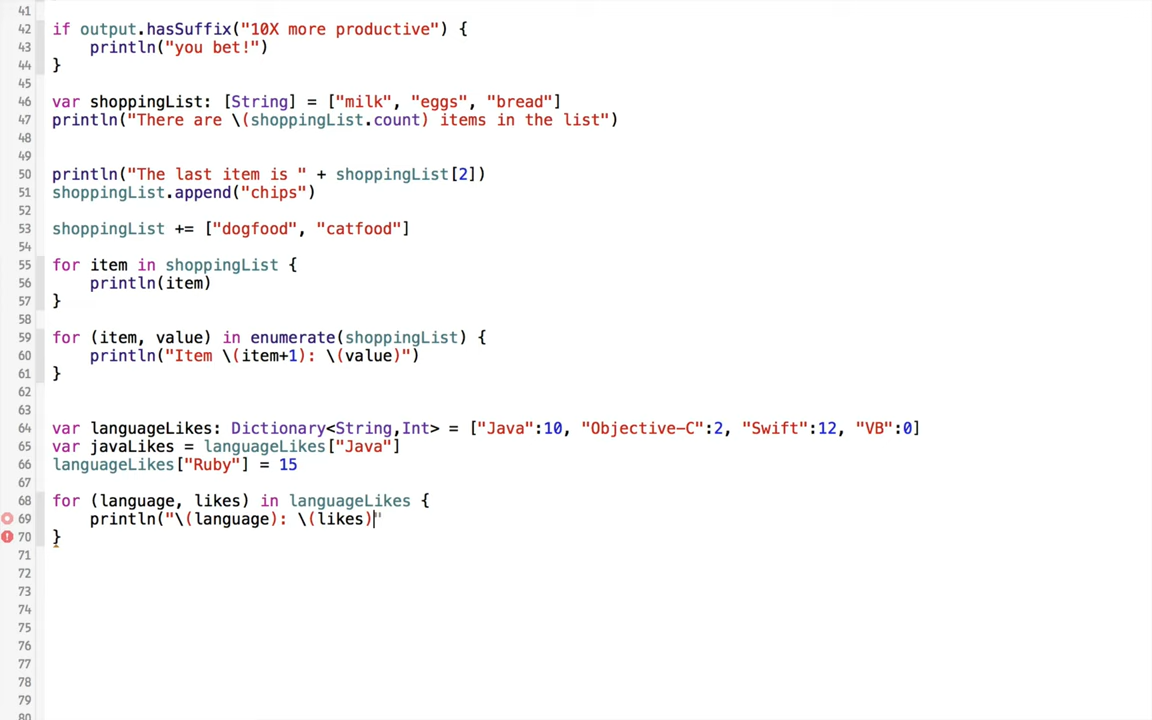 41
42 if output.hasSuffix("10X more productive") {
43     println("you bet!")
44 }
45
46 var shoppingList: [String] = ["milk", "eggs", "bread"]
47 println("There are \(shoppingList.count) items in the list")
48
49
50 println("The last item is " + shoppingList[2])
51 shoppingList.append("chips")
52
53 shoppingList += ["dogfood", "catfood"]
54
55 for item in shoppingList {
56     println(item)
57 }
58
59 for (item, value) in enumerate(shoppingList) {
60     println("Item \(item+1): \(value)")
61 }
62
63
64 var languageLikes: Dictionary<String,Int> = ["Java":10, "Objective-C":2, "Swift":12, "VB":0]
65 var javaLikes = languageLikes["Java"]
66 languageLikes["Ruby"] = 15
67
68 for (language, likes) in languageLikes {
69     println("\(language): \(likes)"
70 }
71
72
73
74
75
76
77
78
79
80